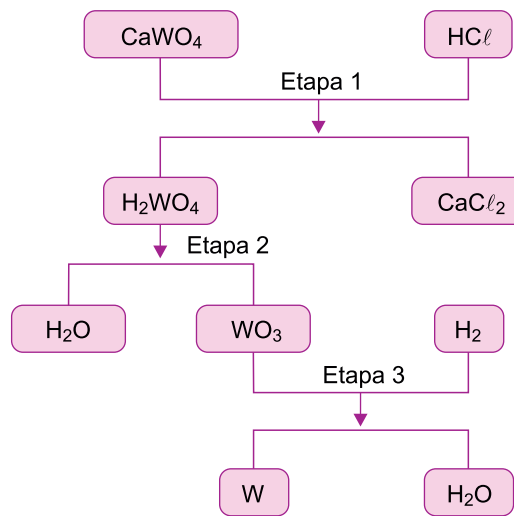 CaWO₄
HCℓ
Etapa 1
H₂WO₄
CaCℓ₂
Etapa 2
H₂O
WO₃
H₂
Etapa 3
W
H₂O